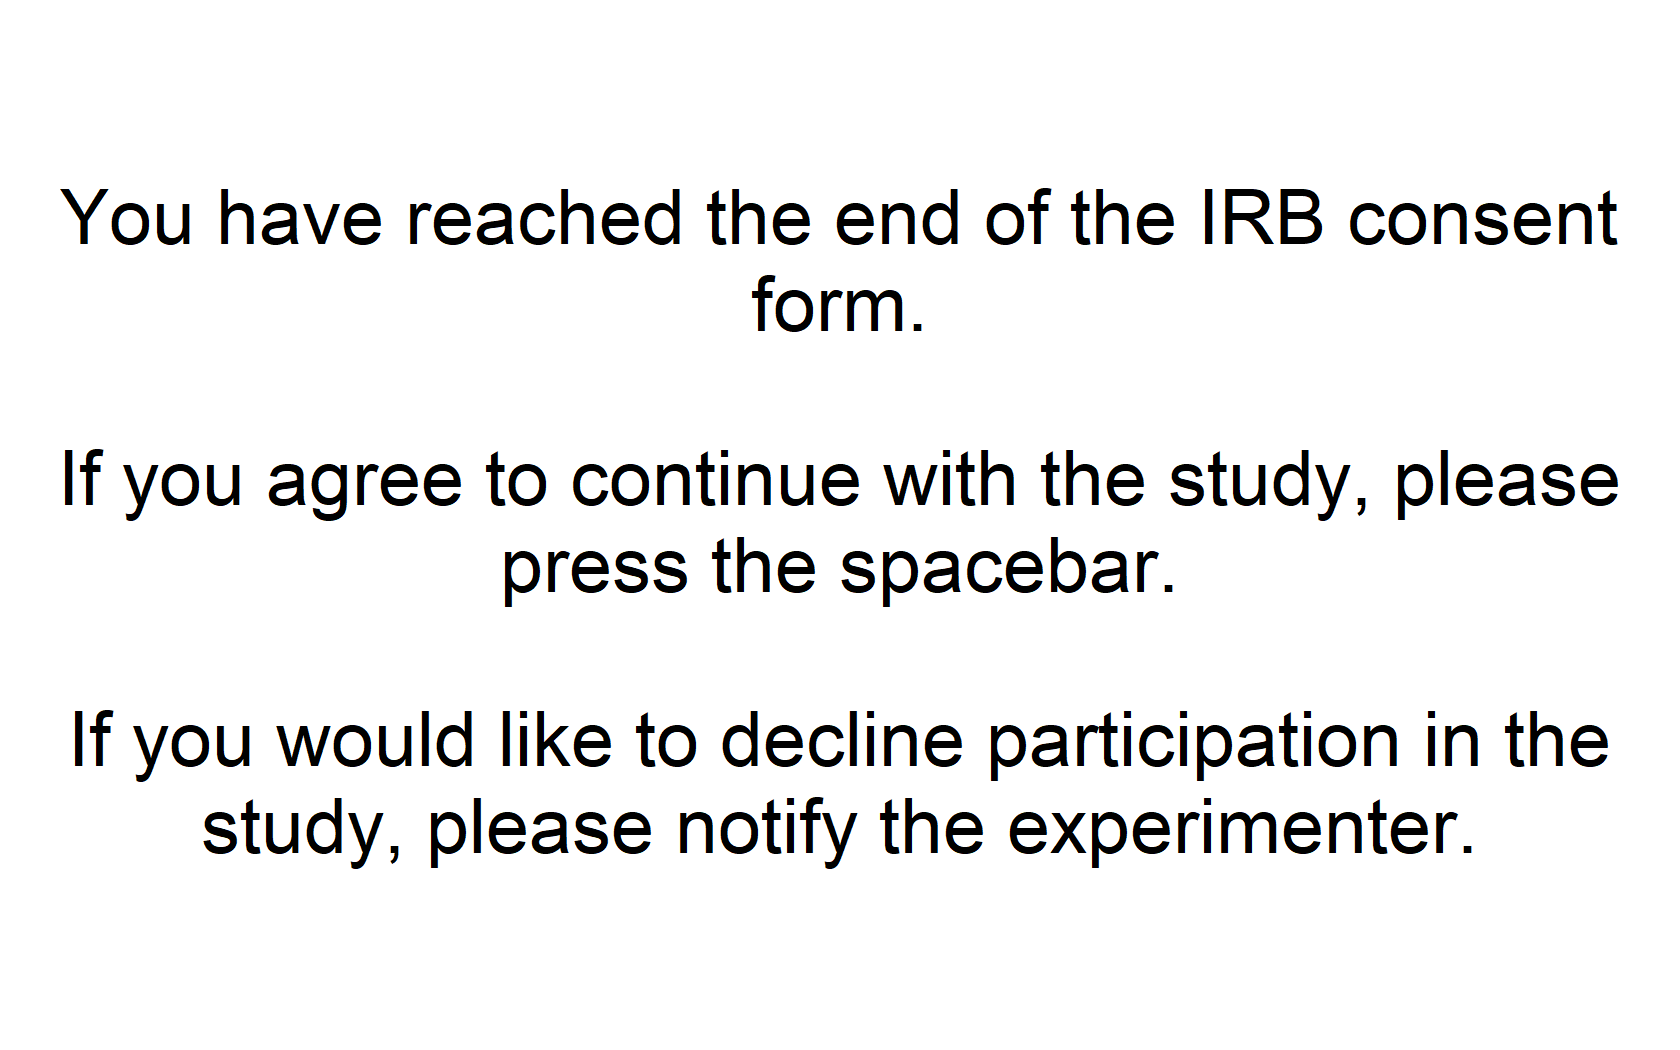 You have reached the end of the IRB consent
form.
If you agree to continue with the study, please
press the spacebar.
If you would like to decline participation in the
study, please notify the experimenter.